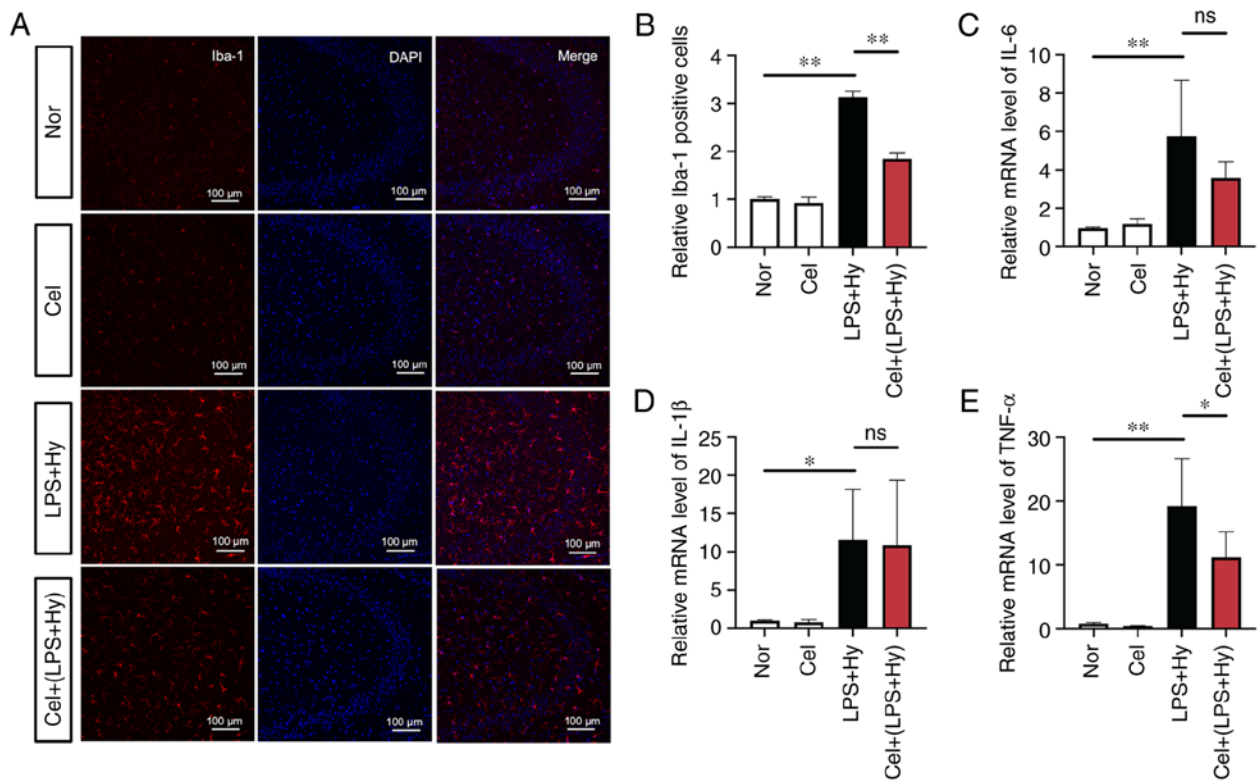 A
Nor
Iba-1
DAPI
Merge
100 µm
100 µm
100 µm
Cel
100 µm
100 µm
100 µm
LPS+Hy
100 µm
100 µm
100 µm
Cel+(LPS+Hy)
100 µm
100 µm
100 µm
B
Relative Iba-1 positive cells
4
3
2
1
0
**
**
Nor
Cel
LPS+Hy
Cel+(LPS+Hy)
C
Relative mRNA level of IL-6
10
8
6
4
2
0
**
ns
Nor
Cel
LPS+Hy
Cel+(LPS+Hy)
D
Relative mRNA level of IL-1β
25
20
15
10
5
0
*
ns
Nor
Cel
LPS+Hy
Cel+(LPS+Hy)
E
Relative mRNA level of TNF-α
30
20
10
0
**
*
Nor
Cel
LPS+Hy
Cel+(LPS+Hy)